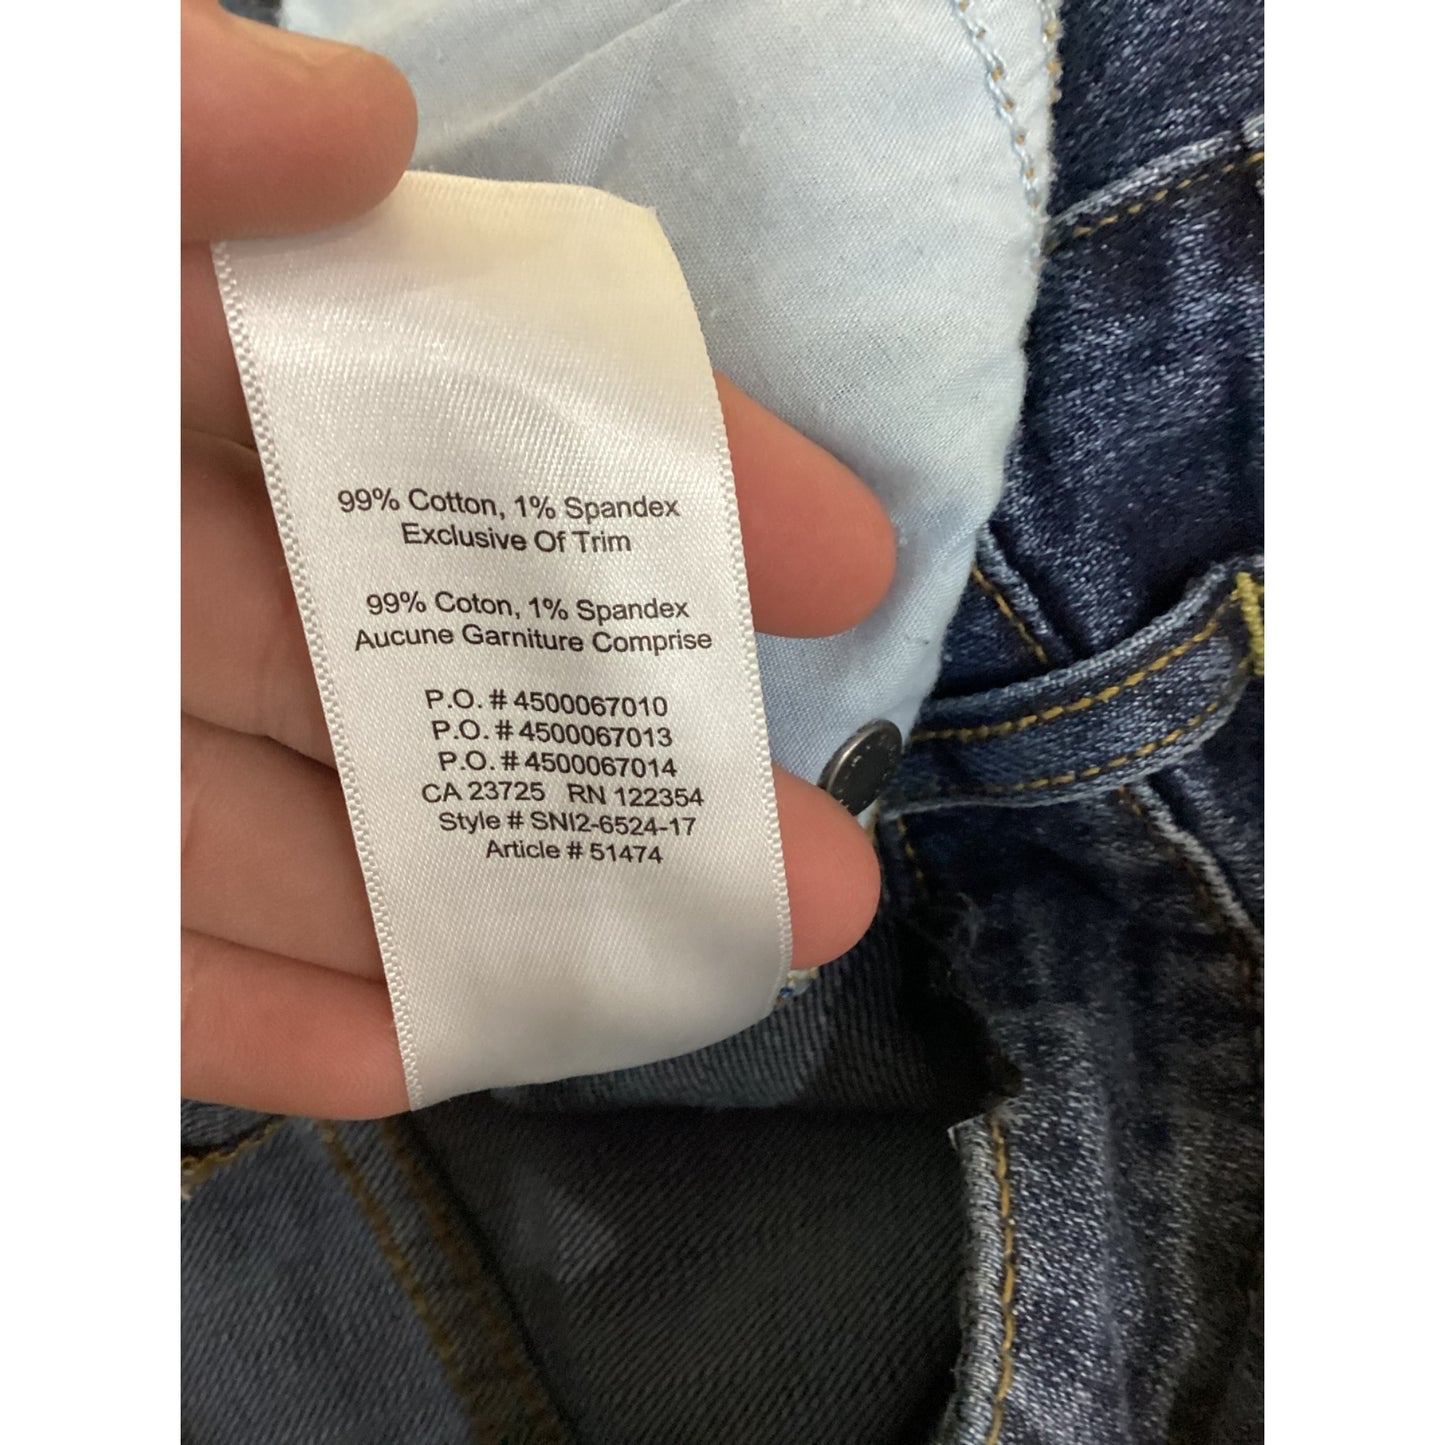 99% Cotton, 1% Spandex
Exclusive Of Trim
99% Coton, 1% Spandex
Aucune Garniture Comprise
P.O. # 4500067010
P.O. # 4500067013
P.O. # 4500067014
CA 23725 RN 122354
Style # SNI2-6524-17
Article # 51474